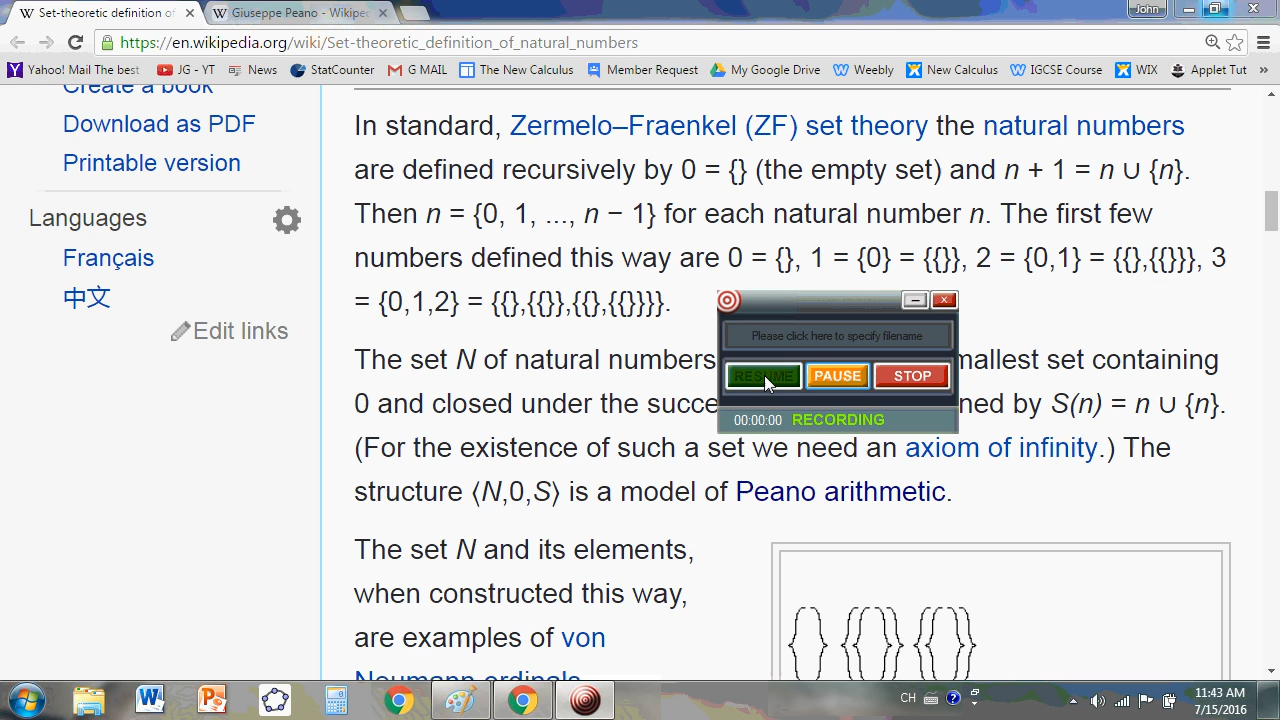 Set-theoretic definition of
Giuseppe Peano - Wikiped
John
https://en.wikipedia.org/wiki/Set-theoretic_definition_of_natural_numbers
Yahoo! Mail The best
JG - YT
News
StatCounter
G MAIL
The New Calculus
Member Request
My Google Drive
Weebly
New Calculus
IGCSE Course
WIX
Applet Tut
»
Create a book
Download as PDF
Printable version
Languages
Français
中文
Edit links
In standard, Zermelo–Fraenkel (ZF) set theory the natural numbers
are defined recursively by 0 = {} (the empty set) and n + 1 = n ∪ {n}.
Then n = {0, 1, ..., n − 1} for each natural number n. The first few
numbers defined this way are 0 = {}, 1 = {0} = {{}}, 2 = {0,1} = {{},{{}}}, 3
= {0,1,2} = {{},{{}},{{},{{}}}}.
The set N of natural numbers mallest set containing
0 and closed under the succe ned by S(n) = n ∪ {n}.
(For the existence of such a set we need an axiom of infinity.) The
structure ⟨N,0,S⟩ is a model of Peano arithmetic.
The set N and its elements,
when constructed this way,
are examples of von
Neumann ordinals
Please click here to specify filename
RESUME
PAUSE
STOP
00:00:00 RECORDING
{} {{}} {{}}
CH
11:43 AM
7/15/2016